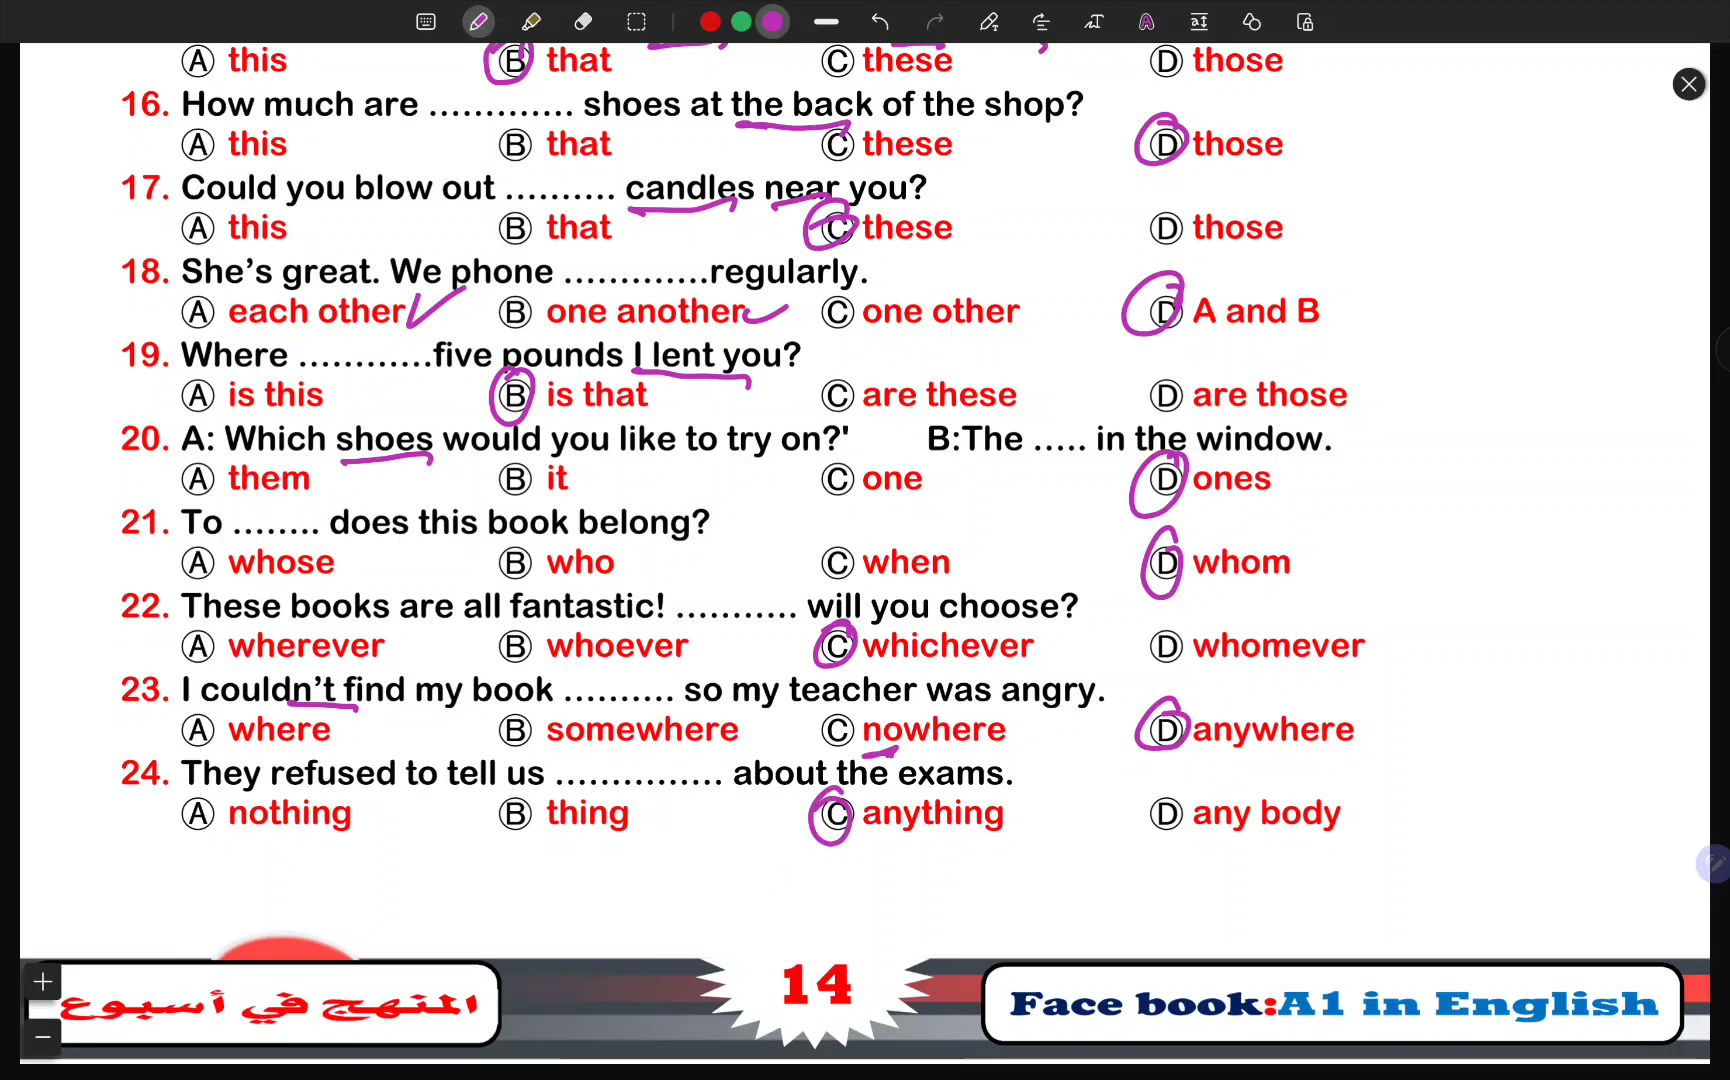 A this B that C these D those
16. How much are ............. shoes at the back of the shop?
A this B that C these D those
17. Could you blow out .......... candles near you?
A this B that C these D those
18. She's great. We phone .............regularly.
A each other B one another C one other D A and B
19. Where ............five pounds I lent you?
A is this B is that C are these D are those
20. A: Which shoes would you like to try on?' B:The ..... in the window.
A them B it C one D ones
21. To ........ does this book belong?
A whose B who C when D whom
22. These books are all fantastic! ........... will you choose?
A wherever B whoever C whichever D whomever
23. I couldn't find my book .......... so my teacher was angry.
A where B somewhere C nowhere D anywhere
24. They refused to tell us ............... about the exams.
A nothing B thing C anything D any body
المنهج في أسبوع
14
Face book:A1 in English